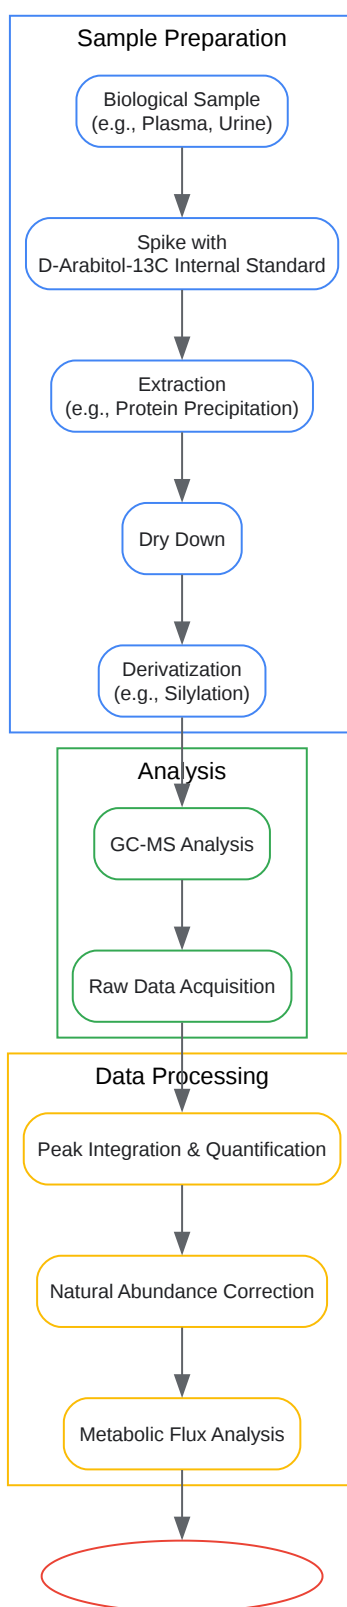 Sample Preparation
Biological Sample
(e.g., Plasma, Urine)
Spike with
D-Arabitol-13C Internal Standard
Extraction
(e.g., Protein Precipitation)
Dry Down
Derivatization
(e.g., Silylation)
Analysis
GC-MS Analysis
Raw Data Acquisition
Data Processing
Peak Integration & Quantification
Natural Abundance Correction
Metabolic Flux Analysis